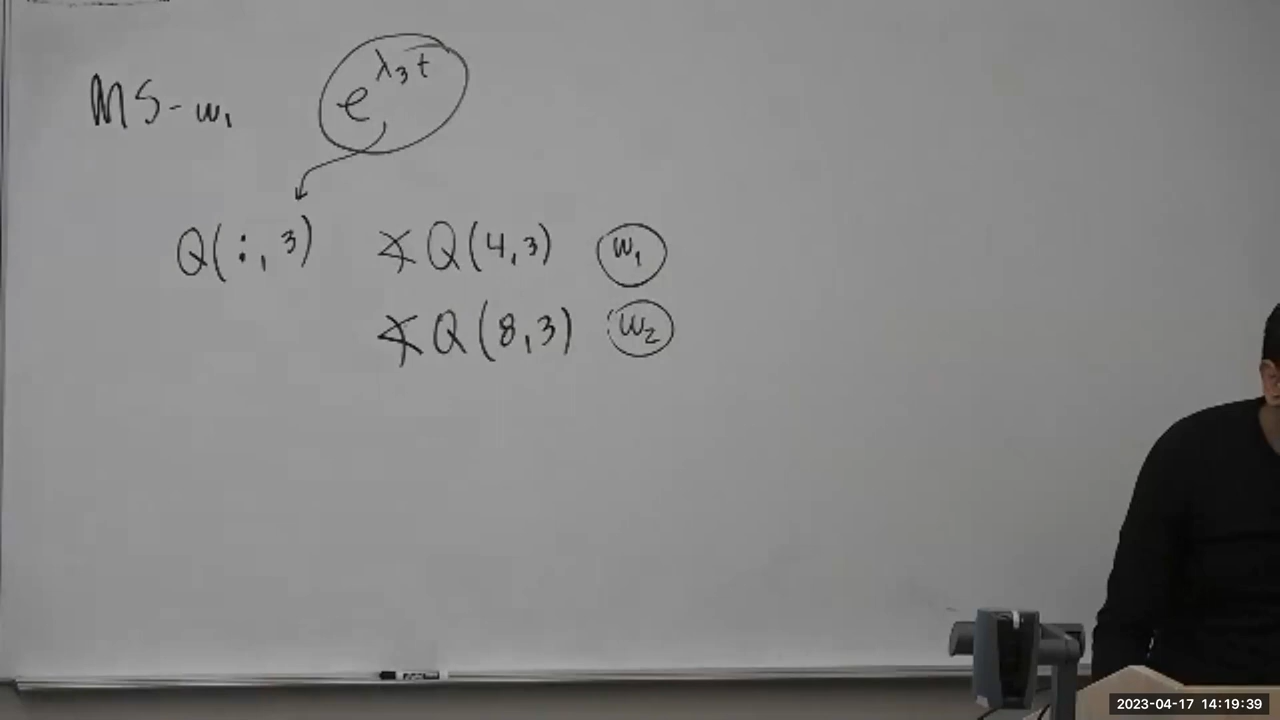 MS-w₁ e^{λ₃t}
Q(:,3) ∡Q(4,3) w₁
∡Q(8,3) w₂
2023-04-17 14:19:39